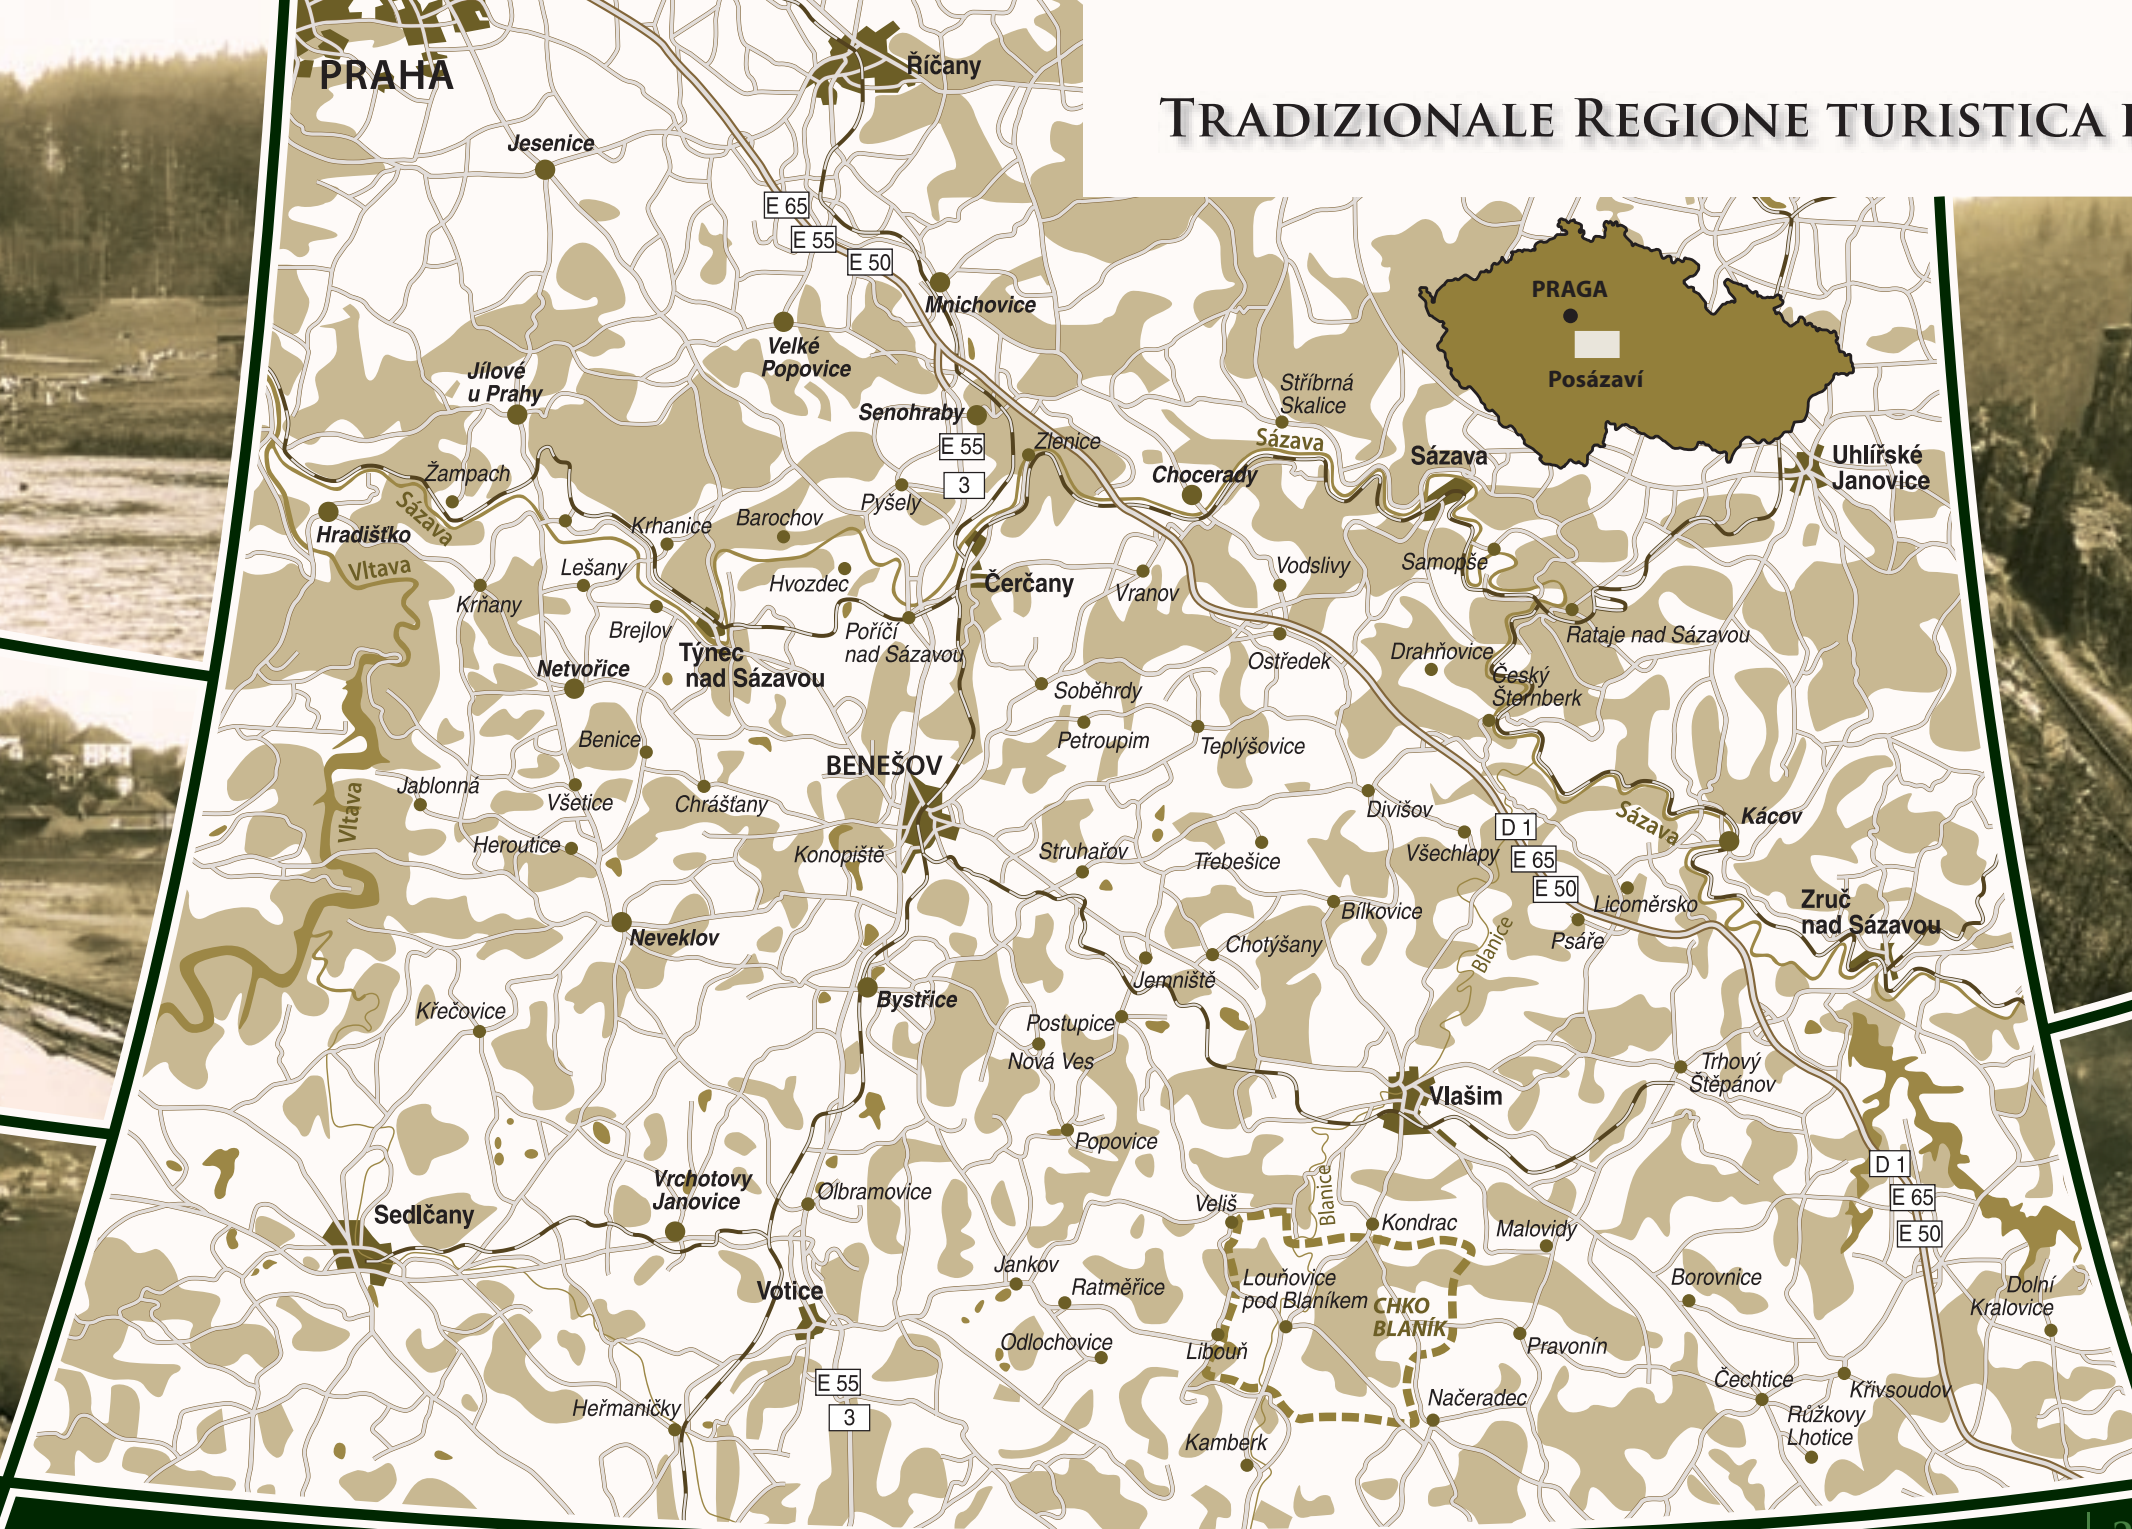 PRAHA
Říčany
TRADIZIONALE REGIONE TURISTICA
Jesenice
E 65
E 55
E 50
Mnichovice
PRAGA
Posázaví
Velké
Popovice
Jílové
u Prahy
Senohraby
Stříbrná
Skalice
Sázava
E 55
3
Zlenice
Chocerady
Sázava
Uhlířské
Janovice
Žampach
Sázava
Pyšely
Hradišťko
Krhanice
Barochov
Vltava
Lešany
Hvozdec
Čerčany
Vranov
Vodslivy
Samopše
Krňany
Brejlov
Poříčí
nad Sázavou
Rataje nad Sázavou
Týnec
nad Sázavou
Netvořice
Ostředek
Drahňovice
Český
Šternberk
Soběhrdy
Petroupim
Teplýšovice
Benice
BENEŠOV
Jablonná
Všetice
Chrášťany
Vltava
Divišov
D 1
E 65
E 50
Sázava
Kácov
Heroutice
Konopiště
Struhařov
Třebešice
Všechlapy
Licoměrsko
Zruč
nad Sázavou
Bílkovice
Psáře
Neveklov
Chotýšany
Blanice
Jemniště
Bystřice
Křečovice
Postupice
Nová Ves
Trhový
Štěpánov
Vlašim
Popovice
D 1
E 65
E 50
Vrchotovy
Janovice
Olbramovice
Veliš
Blanice
Kondrac
Malovidy
Sedlčany
Jankov
Ratměřice
Louňovice
pod Blaníkem
CHKO
BLANÍK
Borovnice
Dolní
Kralovice
Votice
Odlochovice
Libouň
Pravonín
E 55
3
Heřmaničky
Načeradec
Čechtice
Křivsoudov
Růžkovy
Lhotice
Kamberk